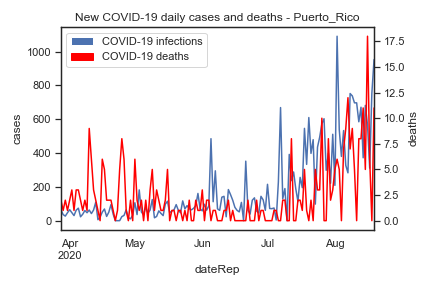 New COVID-19 daily cases and deaths - Puerto_Rico
COVID-19 infections
COVID-19 deaths
1000
800
600
400
200
0
cases
17.5
15.0
12.5
10.0
7.5
5.0
2.5
0.0
deaths
Apr
2020
May
Jun
Jul
Aug
dateRep